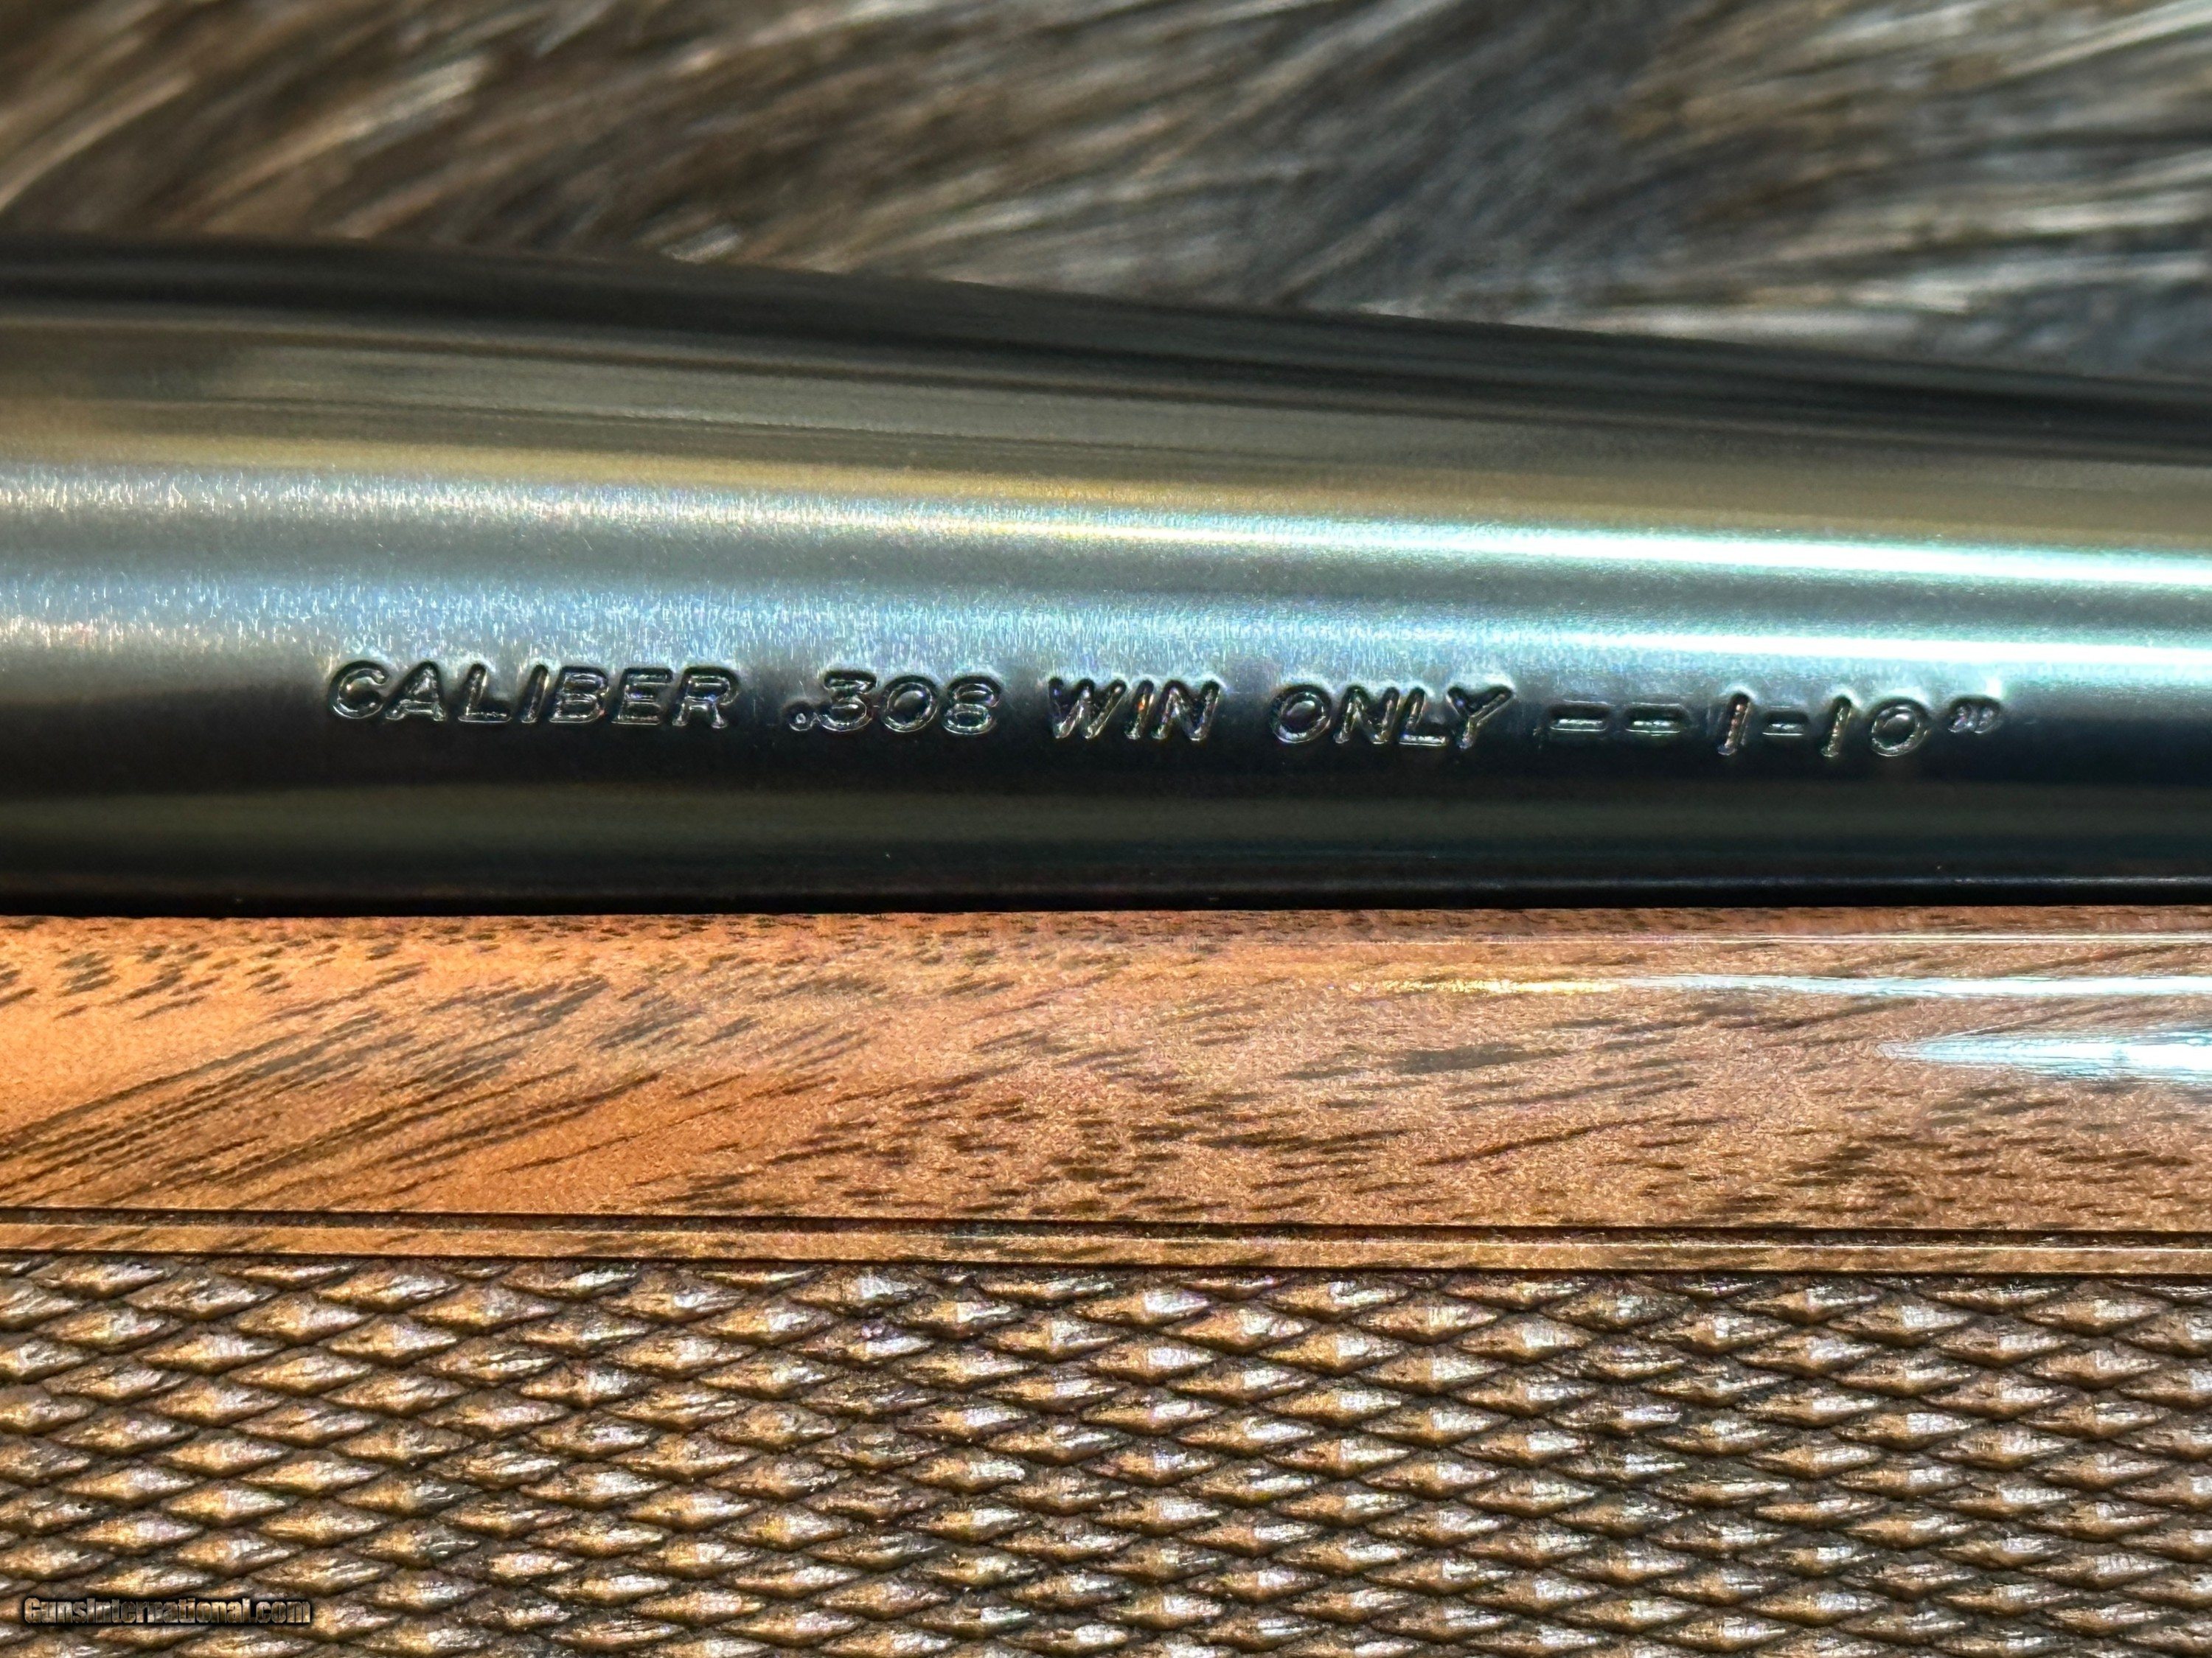 CALIBER .308 WIN ONLY -- 1-10"
GunsInternational.com